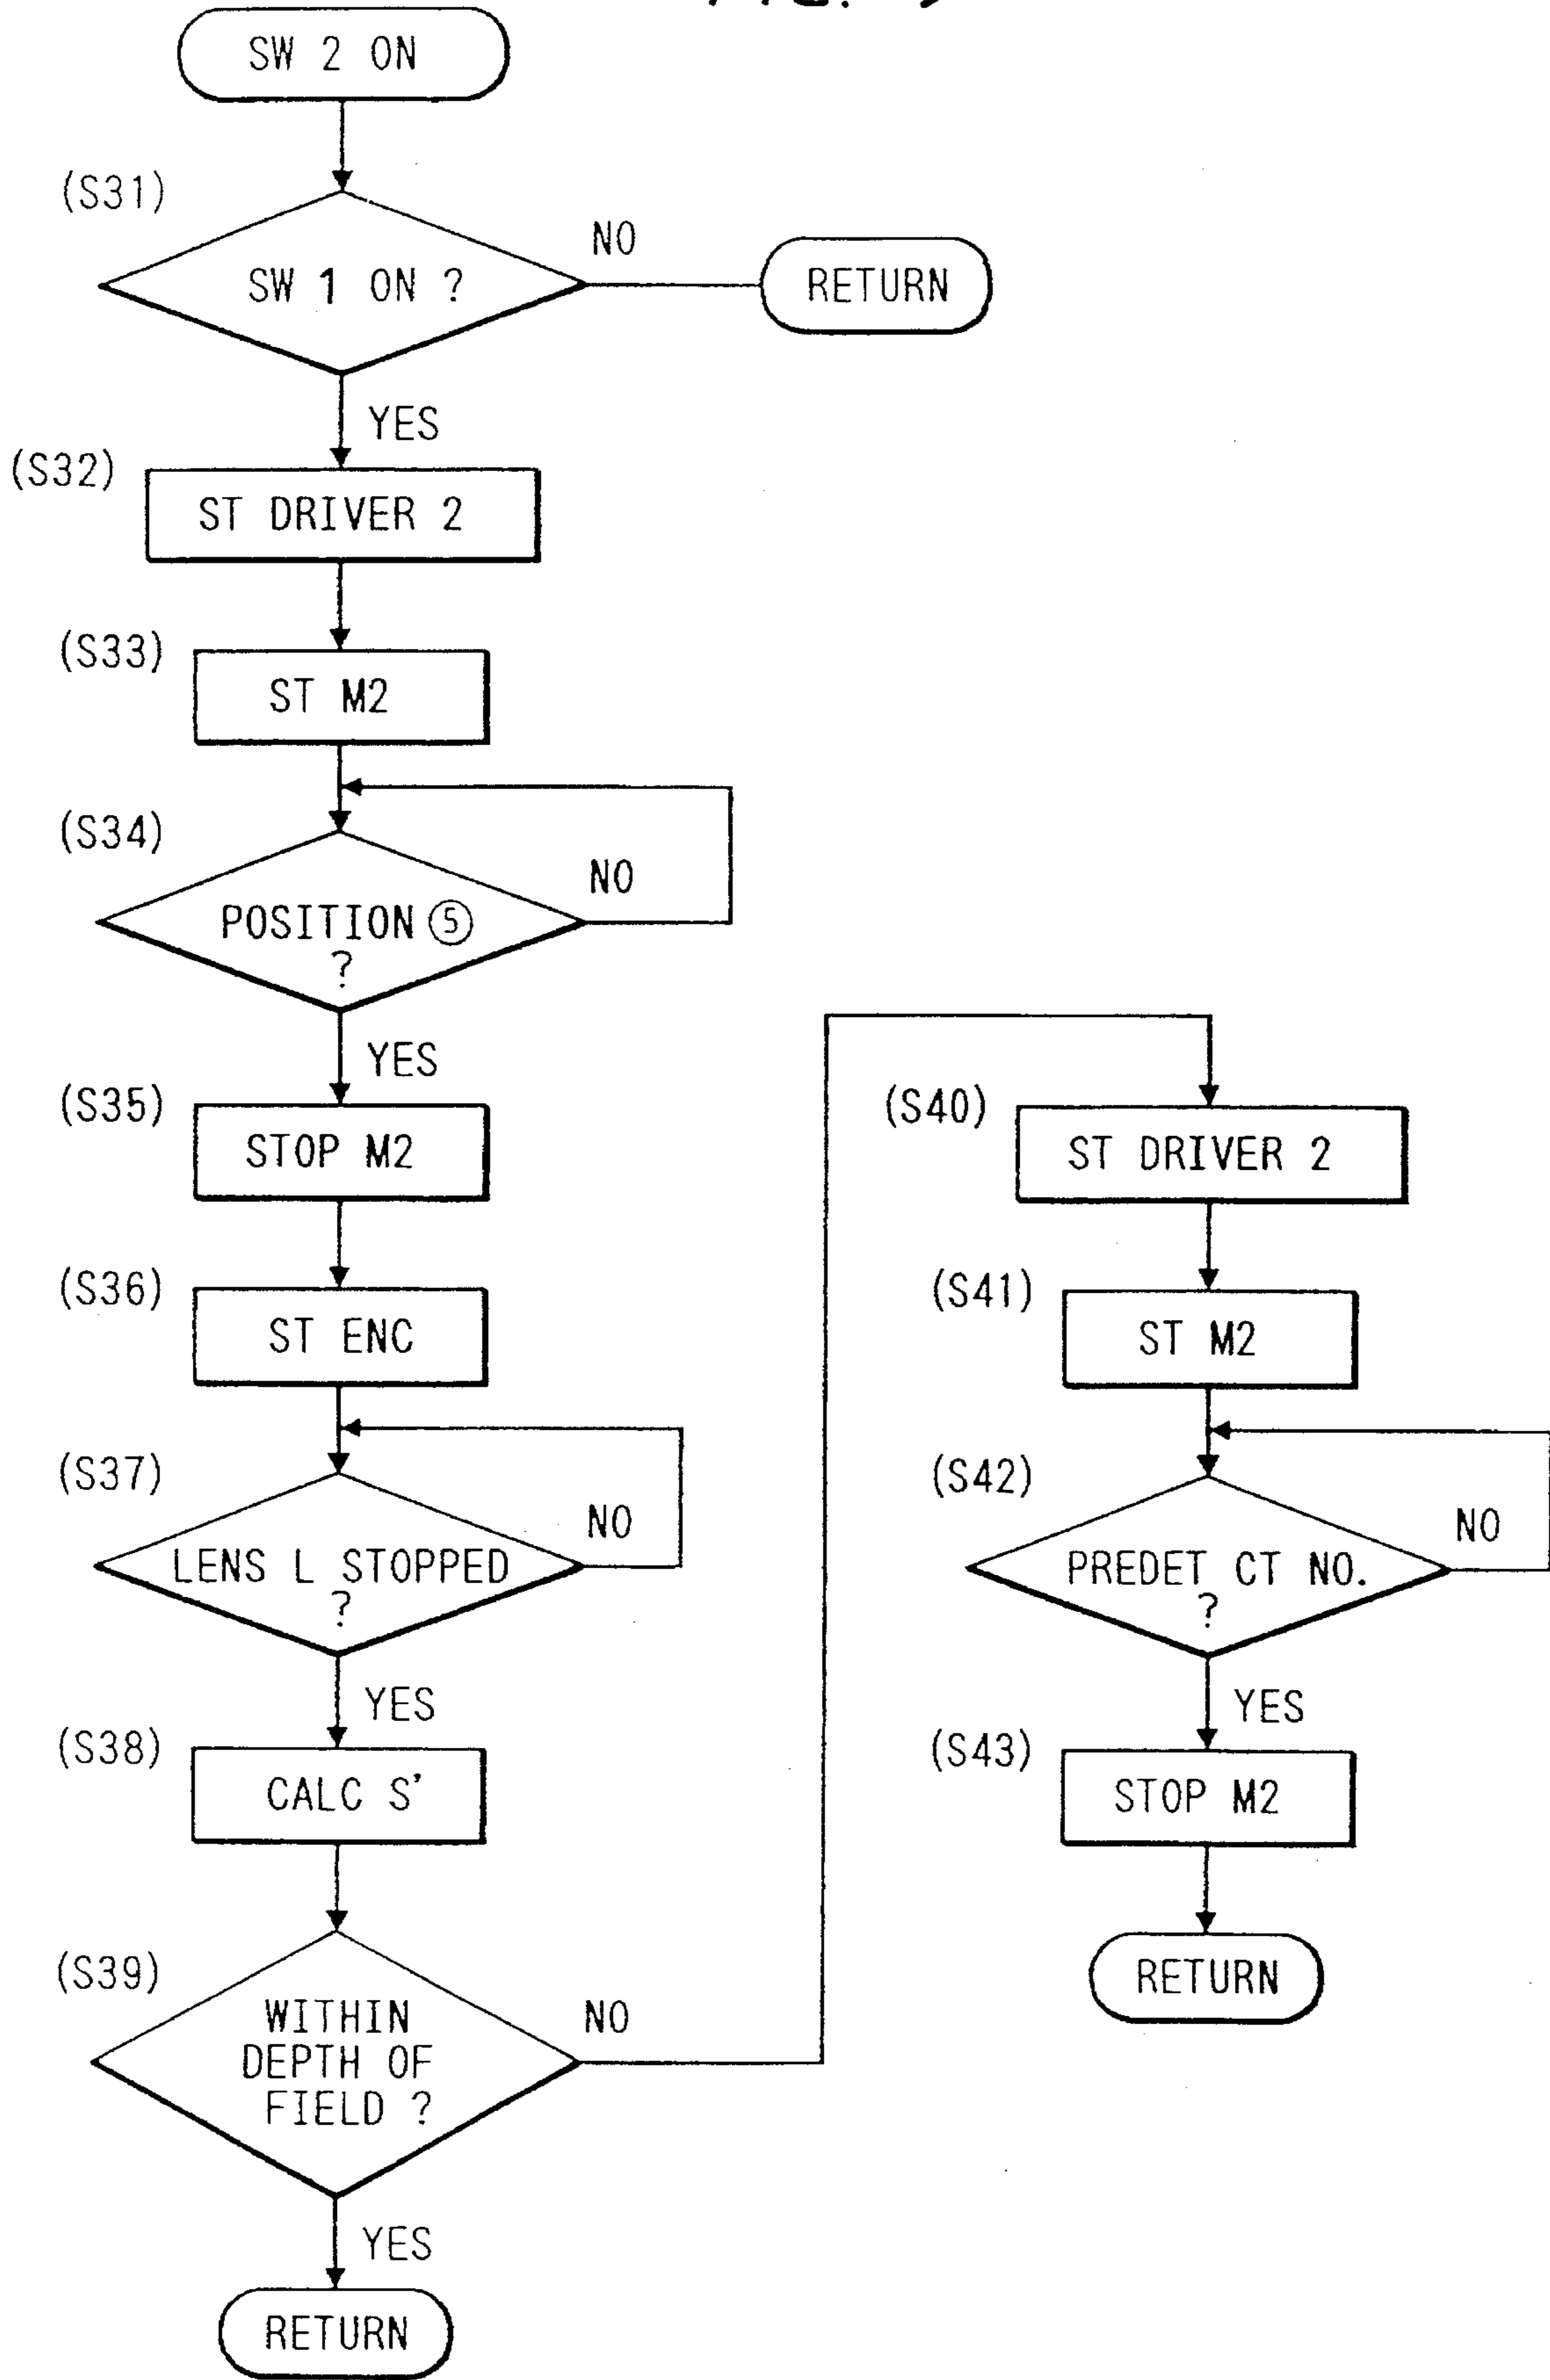 SW 2 ON
(S31)
SW 1 ON ?
NO
RETURN
YES
(S32)
ST DRIVER 2
(S33)
ST M2
(S34)
NO
POSITION ⑤
?
YES
(S35)
STOP M2
(S36)
ST ENC
(S37)
NO
LENS L STOPPED
?
YES
(S38)
CALC S'
(S39)
WITHIN
DEPTH OF
FIELD ?
NO
YES
RETURN
(S40)
ST DRIVER 2
(S41)
ST M2
(S42)
NO
PREDET CT NO.
?
YES
(S43)
STOP M2
RETURN